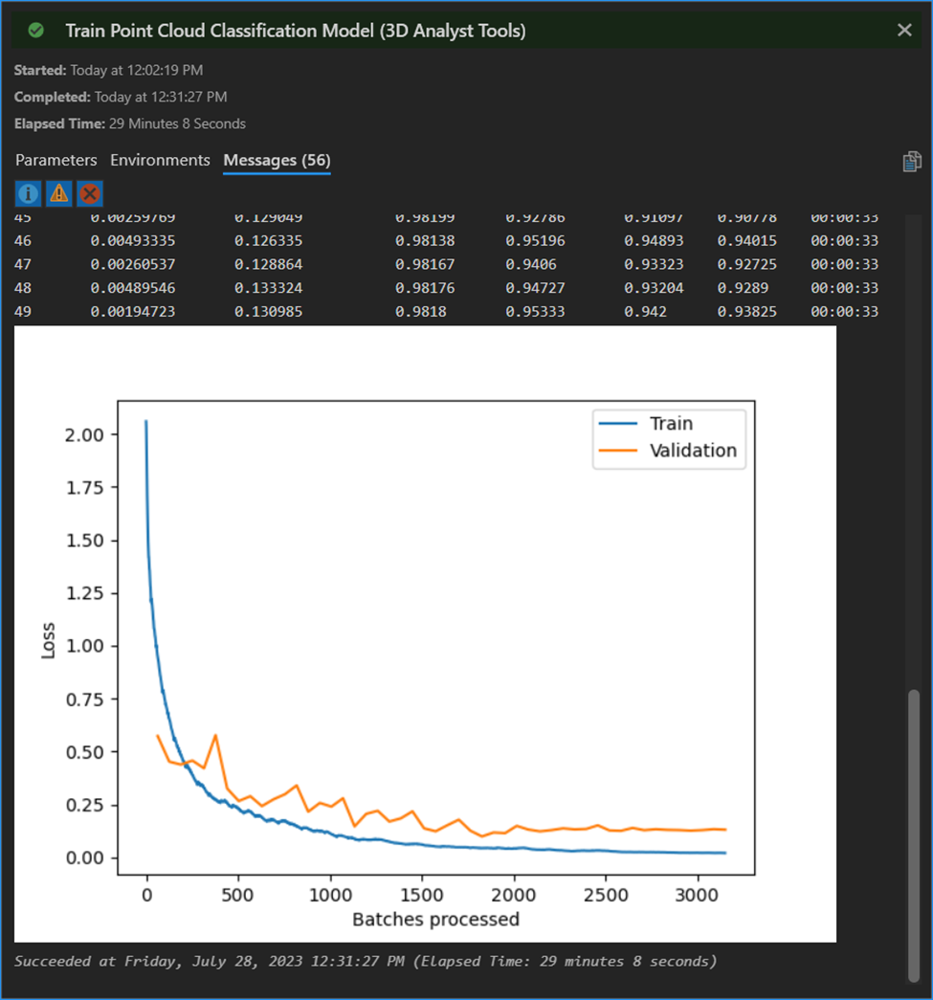 Train Point Cloud Classification Model (3D Analyst Tools)
Started: Today at 12:02:19 PM
Completed: Today at 12:31:27 PM
Elapsed Time: 29 Minutes 8 Seconds
Parameters Environments Messages (56)
45 0.00259769 0.129049 0.98199 0.92786 0.91097 0.90778 00:00:33
46 0.00493335 0.126335 0.98138 0.95196 0.94893 0.94015 00:00:33
47 0.00260537 0.128864 0.98167 0.9406 0.93323 0.92725 00:00:33
48 0.00489546 0.133324 0.98176 0.94727 0.93204 0.9289 00:00:33
49 0.00194723 0.130985 0.9818 0.95333 0.942 0.93825 00:00:33
Train
Validation
2.00
1.75
1.50
1.25
1.00
0.75
0.50
0.25
0.00
Loss
0 500 1000 1500 2000 2500 3000
Batches processed
Succeeded at Friday, July 28, 2023 12:31:27 PM (Elapsed Time: 29 minutes 8 seconds)